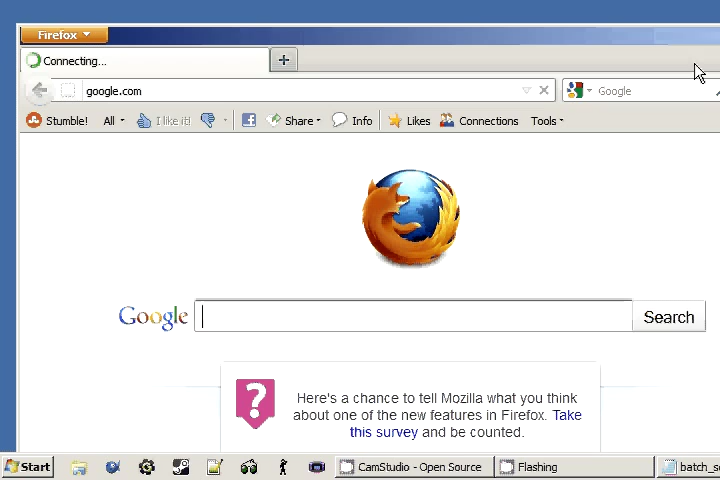 Firefox
Connecting...
google.com
Google
Stumble! All I like it! Share Info Likes Connections Tools
Google
Search
?
Here's a chance to tell Mozilla what you think
about one of the new features in Firefox. Take
this survey and be counted.
Start CamStudio - Open Source Flashing batch_s